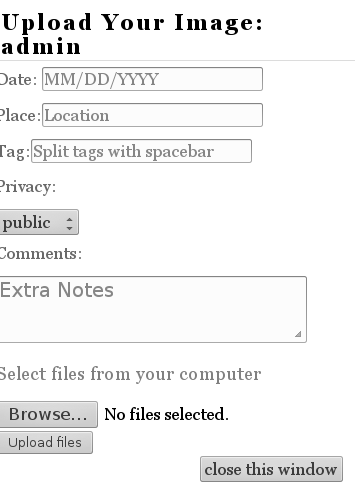 Upload Your Image:
admin
Date: MM/DD/YYYY
Place: Location
Tag: Split tags with spacebar
Privacy:
public
Comments:
Extra Notes
Select files from your computer
Browse... No files selected.
Upload files
close this window